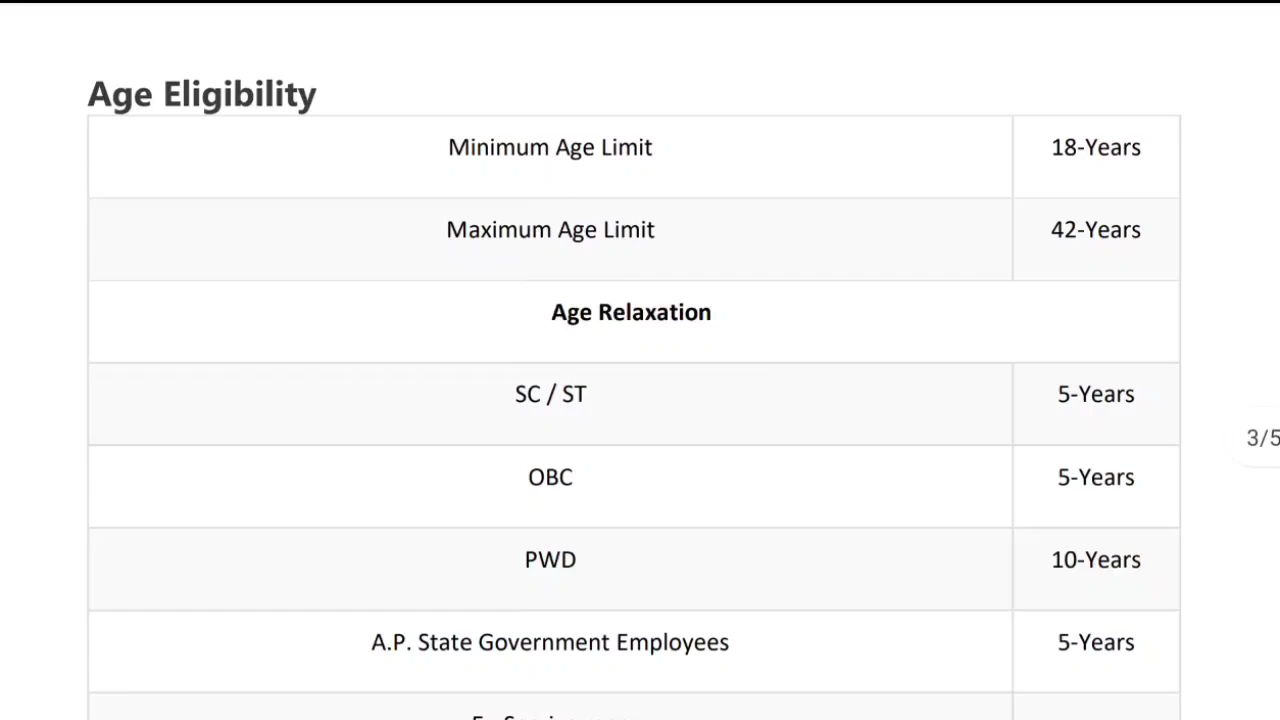 Age Eligibility
Minimum Age Limit 18-Years
Maximum Age Limit 42-Years
Age Relaxation
SC / ST 5-Years
OBC 5-Years
PWD 10-Years
3/5
A.P. State Government Employees 5-Years